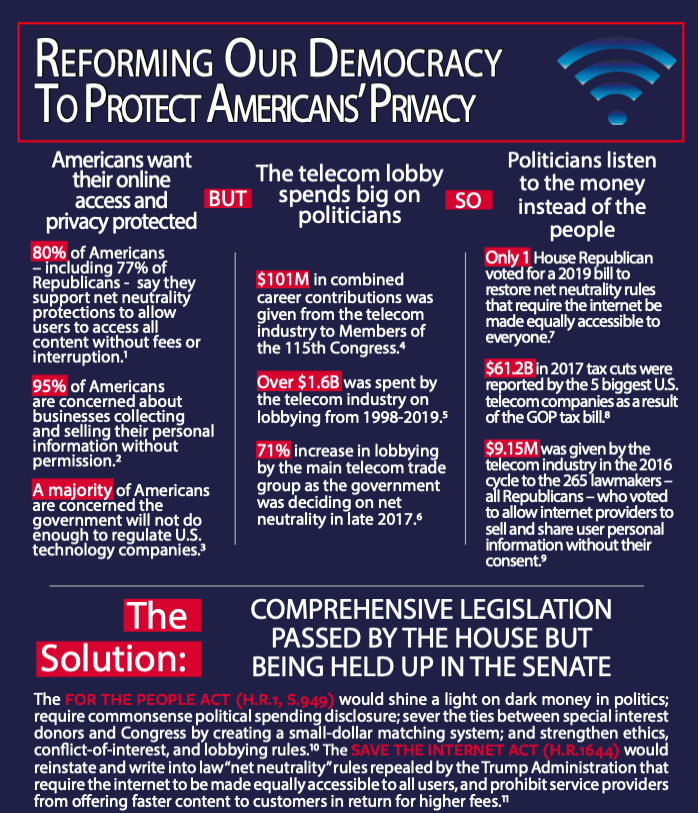 REFORMING OUR DEMOCRACY
TO PROTECT AMERICANS' PRIVACY
Americans want
their online
access and
privacy protected
BUT
The telecom lobby
spends big on
politicians
SO
Politicians listen
to the money
instead of the
people
80% of Americans
– including 77% of
Republicans - say they
support net neutrality
protections to allow
users to access all
content without fees or
interruption.¹
95% of Americans
are concerned about
businesses collecting
and selling their personal
information without
permission.²
A majority of Americans
are concerned the
government will not do
enough to regulate U.S.
technology companies.³
$101M in combined
career contributions was
given from the telecom
industry to Members of
the 115th Congress.⁴
Over $1.6B was spent by
the telecom industry on
lobbying from 1998-2019.⁵
71% increase in lobbying
by the main telecom trade
group as the government
was deciding on net
neutrality in late 2017.⁶
Only 1 House Republican
voted for a 2019 bill to
restore net neutrality rules
that require the internet be
made equally accessible to
everyone.⁷
$61.2B in 2017 tax cuts were
reported by the 5 biggest U.S.
telecom companies as a result
of the GOP tax bill.⁸
$9.15M was given by the
telecom industry in the 2016
cycle to the 265 lawmakers –
all Republicans – who voted
to allow internet providers to
sell and share user personal
information without their
consent.⁹
The
Solution:
COMPREHENSIVE LEGISLATION
PASSED BY THE HOUSE BUT
BEING HELD UP IN THE SENATE
The FOR THE PEOPLE ACT (H.R.1, S.949) would shine a light on dark money in politics;
require commonsense political spending disclosure; sever the ties between special interest
donors and Congress by creating a small-dollar matching system; and strengthen ethics,
conflict-of-interest, and lobbying rules.¹⁰ The SAVE THE INTERNET ACT (H.R.1644) would
reinstate and write into law "net neutrality" rules repealed by the Trump Administration that
require the internet to be made equally accessible to all users, and prohibit service providers
from offering faster content to customers in return for higher fees.¹¹